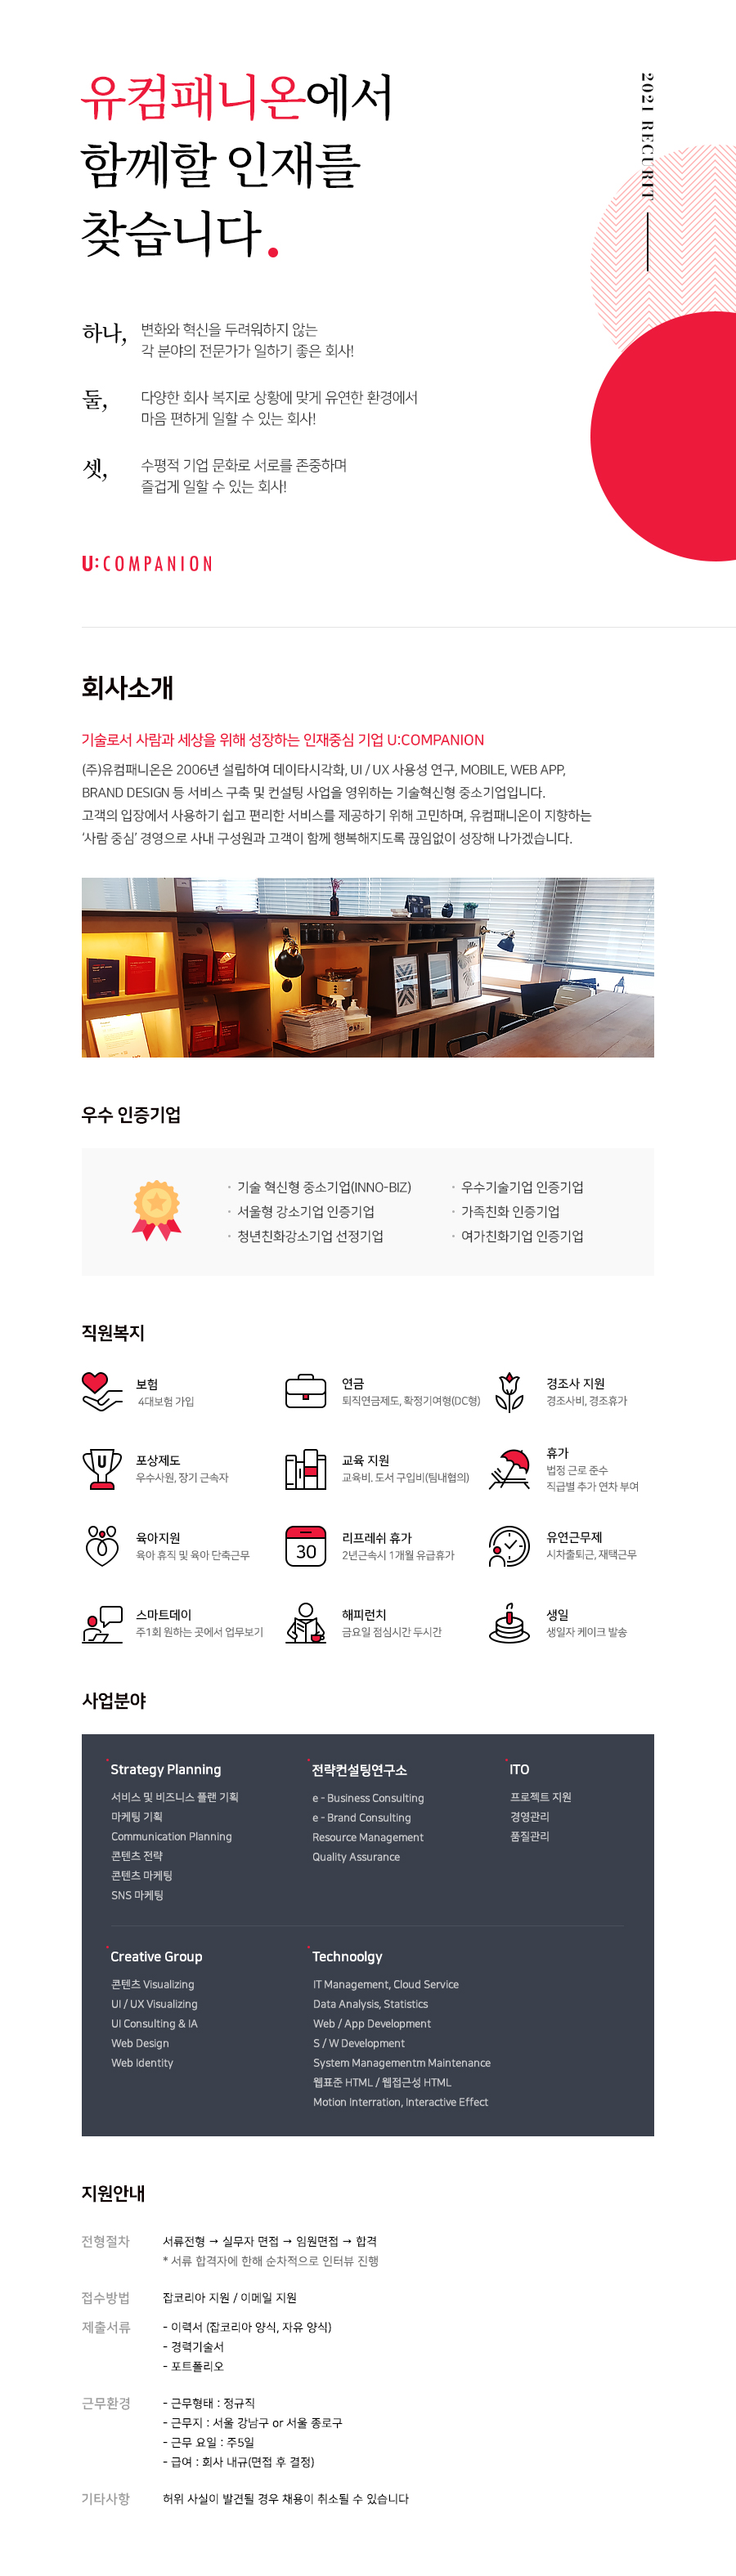 유컴패니온에서
함께할 인재를
찾습니다.
2021 RECURIT
하나,
변화와 혁신을 두려워하지 않는
각 분야의 전문가가 일하기 좋은 회사!
둘,
다양한 회사 복지로 상황에 맞게 유연한 환경에서
마음 편하게 일할 수 있는 회사!
셋,
수평적 기업 문화로 서로를 존중하며
즐겁게 일할 수 있는 회사!
U:COMPANION
회사소개
기술로서 사람과 세상을 위해 성장하는 인재중심 기업 U:COMPANION
(주)유컴패니온은 2006년 설립하여 데이타시각화, UI / UX 사용성 연구, MOBILE, WEB APP,
BRAND DESIGN 등 서비스 구축 및 컨설팅 사업을 영위하는 기술혁신형 중소기업입니다.
고객의 입장에서 사용하기 쉽고 편리한 서비스를 제공하기 위해 고민하며, 유컴패니온이 지향하는
‘사람 중심’ 경영으로 사내 구성원과 고객이 함께 행복해지도록 끊임없이 성장해 나가겠습니다.
우수 인증기업
· 기술 혁신형 중소기업(INNO-BIZ)
· 서울형 강소기업 인증기업
· 청년친화강소기업 선정기업
· 우수기술기업 인증기업
· 가족친화 인증기업
· 여가친화기업 인증기업
직원복지
보험
4대보험 가입
연금
퇴직연금제도, 확정기여형(DC형)
경조사 지원
경조사비, 경조휴가
U
포상제도
우수사원, 장기 근속자
교육 지원
교육비, 도서 구입비(팀내협의)
휴가
법정 근로 준수
직급별 추가 연차 부여
육아지원
육아 휴직 및 육아 단축근무
30
리프레쉬 휴가
2년근속시 1개월 유급휴가
유연근무제
시차출퇴근, 재택근무
스마트데이
주1회 원하는 곳에서 업무보기
해피런치
금요일 점심시간 두시간
생일
생일자 케이크 발송
사업분야
Strategy Planning
서비스 및 비즈니스 플랜 기획
마케팅 기획
Communication Planning
콘텐츠 전략
콘텐츠 마케팅
SNS 마케팅
전략컨설팅연구소
e - Business Consulting
e - Brand Consulting
Resource Management
Quality Assurance
ITO
프로젝트 지원
경영관리
품질관리
Creative Group
콘텐츠 Visualizing
UI / UX Visualizing
UI Consulting & IA
Web Design
Web Identity
Technoolgy
IT Management, Cloud Service
Data Analysis, Statistics
Web / App Development
S / W Development
System Managementm Maintenance
웹표준 HTML / 웹접근성 HTML
Motion Interration, Interactive Effect
지원안내
전형절차
서류전형 → 실무자 면접 → 임원면접 → 합격
* 서류 합격자에 한해 순차적으로 인터뷰 진행
접수방법
잡코리아 지원 / 이메일 지원
제출서류
- 이력서 (잡코리아 양식, 자유 양식)
- 경력기술서
- 포트폴리오
근무환경
- 근무형태 : 정규직
- 근무지 : 서울 강남구 or 서울 종로구
- 근무 요일 : 주5일
- 급여 : 회사 내규(면접 후 결정)
기타사항
허위 사실이 발견될 경우 채용이 취소될 수 있습니다